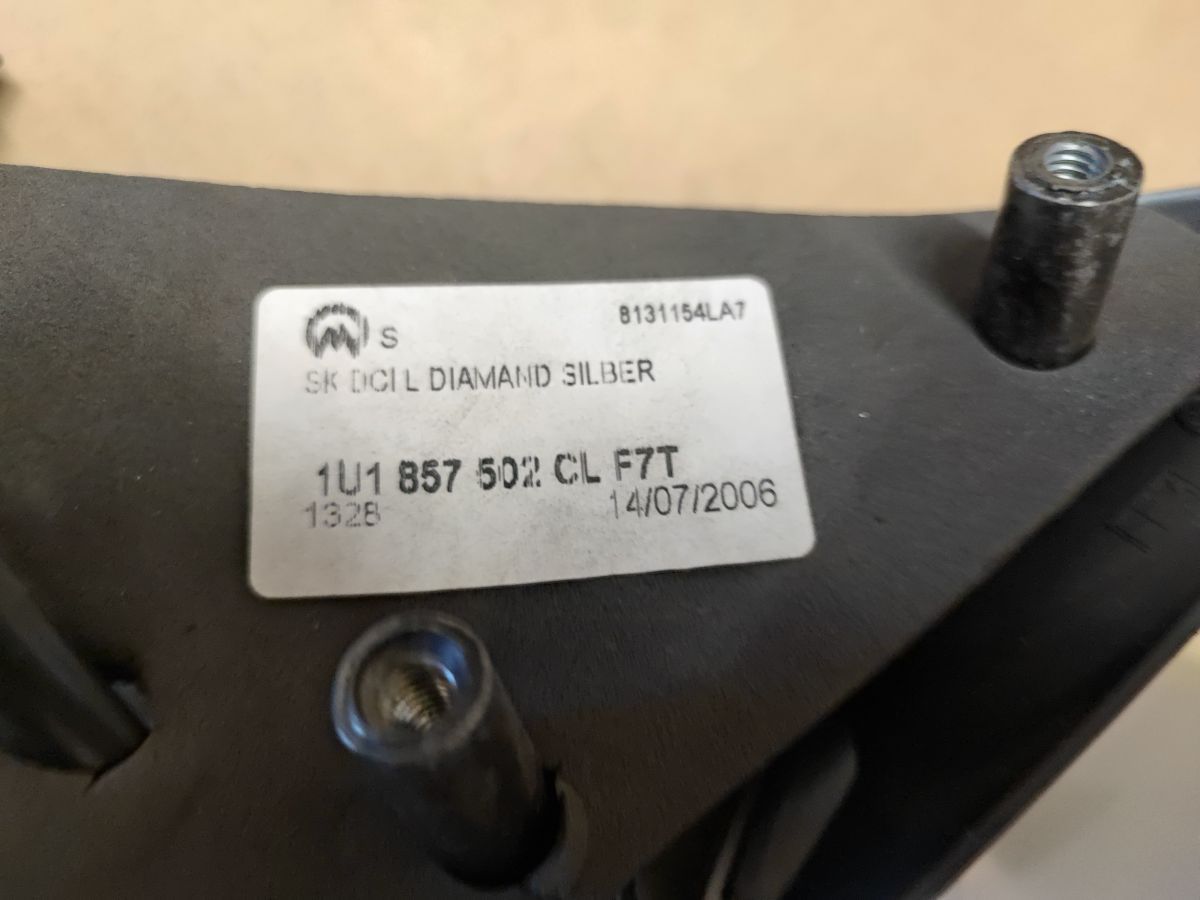 S 8131154LA7
SK DCI L DIAMAND SILBER
1U1 857 502 CL F7T
1328 14/07/2006